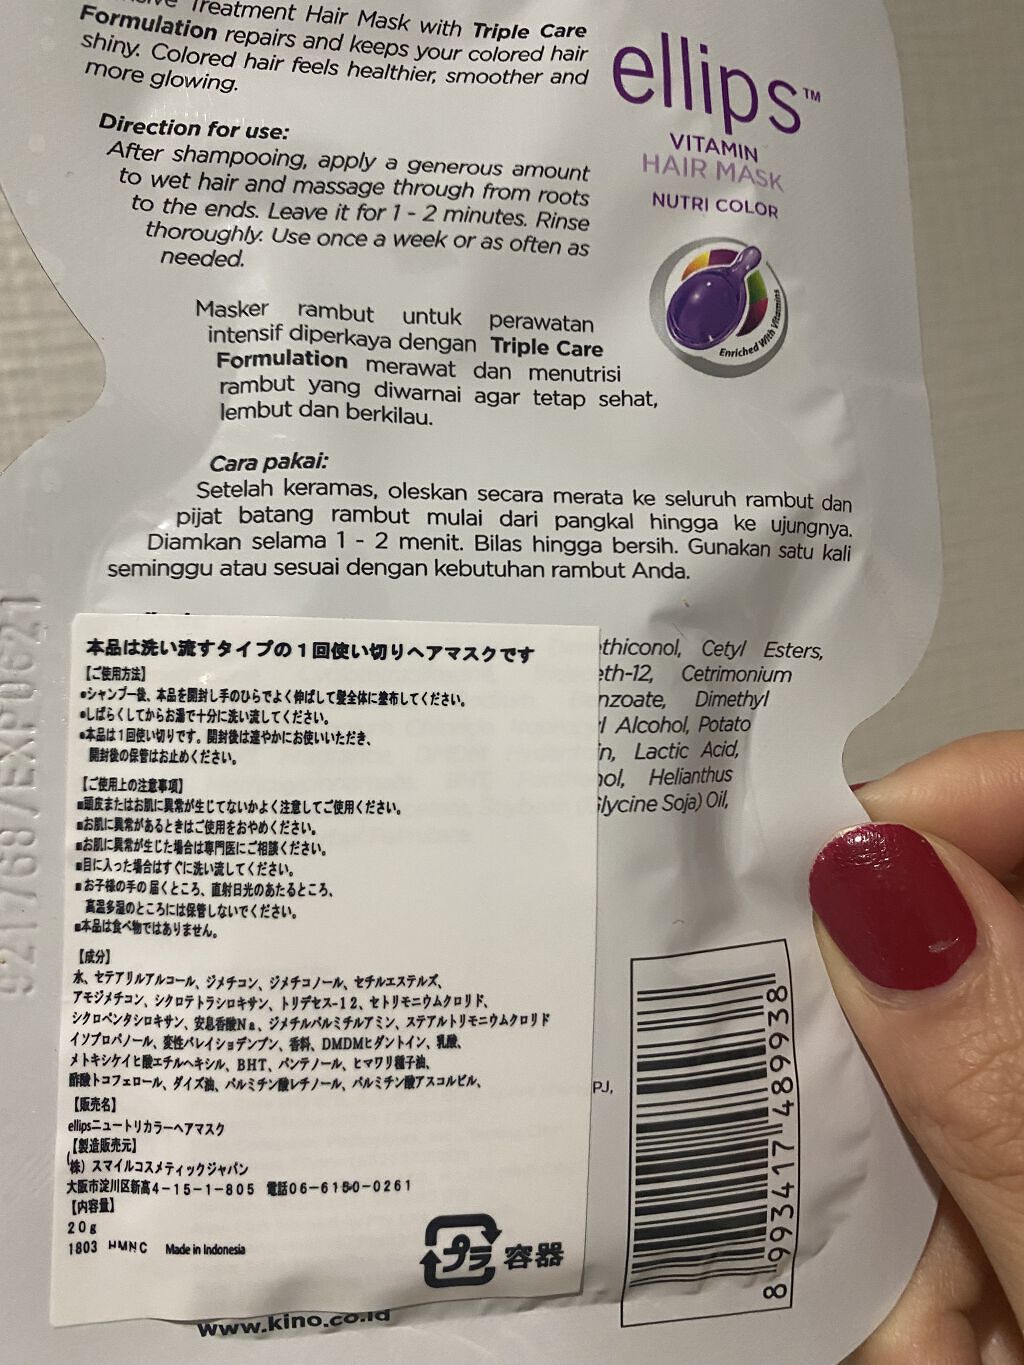 Treatment Hair Mask with Triple Care
Formulation repairs and keeps your colored hair
shiny. Colored hair feels healthier, smoother and
more glowing.
Direction for use:
After shampooing, apply a generous amount
to wet hair and massage through from roots
to the ends. Leave it for 1 - 2 minutes. Rinse
thoroughly. Use once a week or as often as
needed.
ellips™
VITAMIN
HAIR MASK
NUTRI COLOR
Enriched With Vitamins
Masker rambut untuk perawatan
intensif diperkaya dengan Triple Care
Formulation merawat dan menutrisi
rambut yang diwarnai agar tetap sehat,
lembut dan berkilau.
Cara pakai:
Setelah keramas, oleskan secara merata ke seluruh rambut dan
pijat batang rambut mulai dari pangkal hingga ke ujungnya.
Diamkan selama 1 - 2 menit. Bilas hingga bersih. Gunakan satu kali
seminggu atau sesuai dengan kebutuhan rambut Anda.
thiconol, Cetyl Esters,
eth-12, Cetrimonium
nzoate, Dimethyl
l Alcohol, Potato
in, Lactic Acid,
nol, Helianthus
Glycine Soja) Oil,
PJ,
本品は洗い流すタイプの1回使い切りヘアマスクです
【ご使用方法】
●シャンプー後、本品を開封し手のひらでよく伸ばして髪全体に塗布してください。
●しばらくしてからお湯で十分に洗い流してください。
●本品は1回使い切りです。開封後は速やかにお使いいただき、
開封後の保管はお止めください。
【ご使用上の注意事項】
■頭皮またはお肌に異常が生じてないかよく注意してご使用ください。
■お肌に異常があるときはご使用をおやめください。
■お肌に異常が生じた場合は専門医にご相談ください。
■目に入った場合はすぐに洗い流してください。
■お子様の手の届くところ、直射日光のあたるところ、
高温多湿のところには保管しないでください。
■本品は食べ物ではありません。
【成分】
水、セテアリルアルコール、ジメチコン、ジメチコノール、セチルエステルズ、
アモジメチコン、シクロテトラシロキサン、トリデセス-12、セトリモニウムクロリド、
シクロペンタシロキサン、安息香酸Na、ジメチルパルミチルアミン、ステアルトリモニウムクロリド
イソプロパノール、変性バレイショデンプン、香料、DMDMヒダントイン、乳酸、
メトキシケイヒ酸エチルヘキシル、BHT、パンテノール、ヒマワリ種子油、
酢酸トコフェロール、ダイズ油、パルミチン酸レチノール、パルミチン酸アスコルビル、
【販売名】
ellipsニュートリカラーヘアマスク
【製造販売元】
(株)スマイルコスメティックジャパン
大阪市淀川区新高4-15-1-805 電話06-6150-0261
【内容量】
20g
1803 HMNC Made in Indonesia
プラ 容器
8 993417 489938
www.kino.co.id
921768/EXP0621